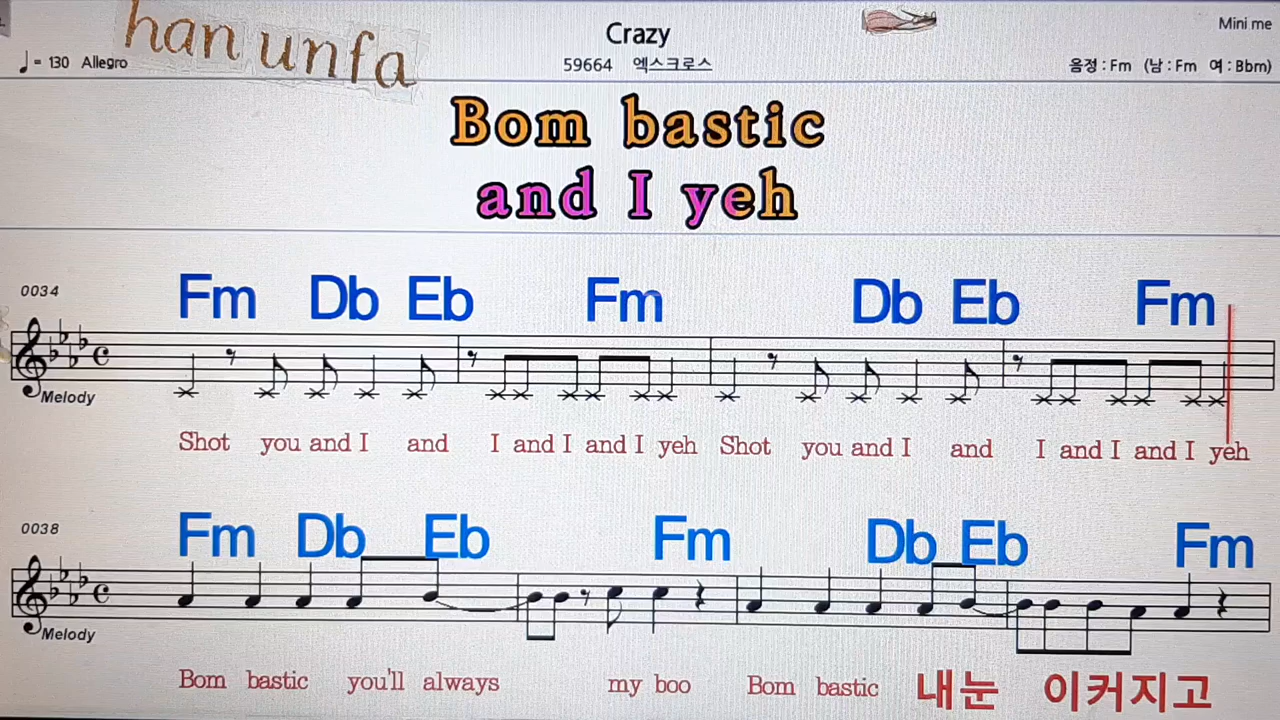 han unfa
Crazy
Mini me
♩= 130 Allegro
59664 엑스크로스
음정 : Fm (남 : Fm 여 : Bbm)
Bom bastic
and I yeh
0034
Fm Db Eb Fm Db Eb Fm
Melody
Shot you and I and I and I and I yeh Shot you and I and I and I and I yeh
0038
Fm Db Eb Fm Db Eb Fm
Melody
Bom bastic you'll always my boo Bom bastic 내눈 이커지고